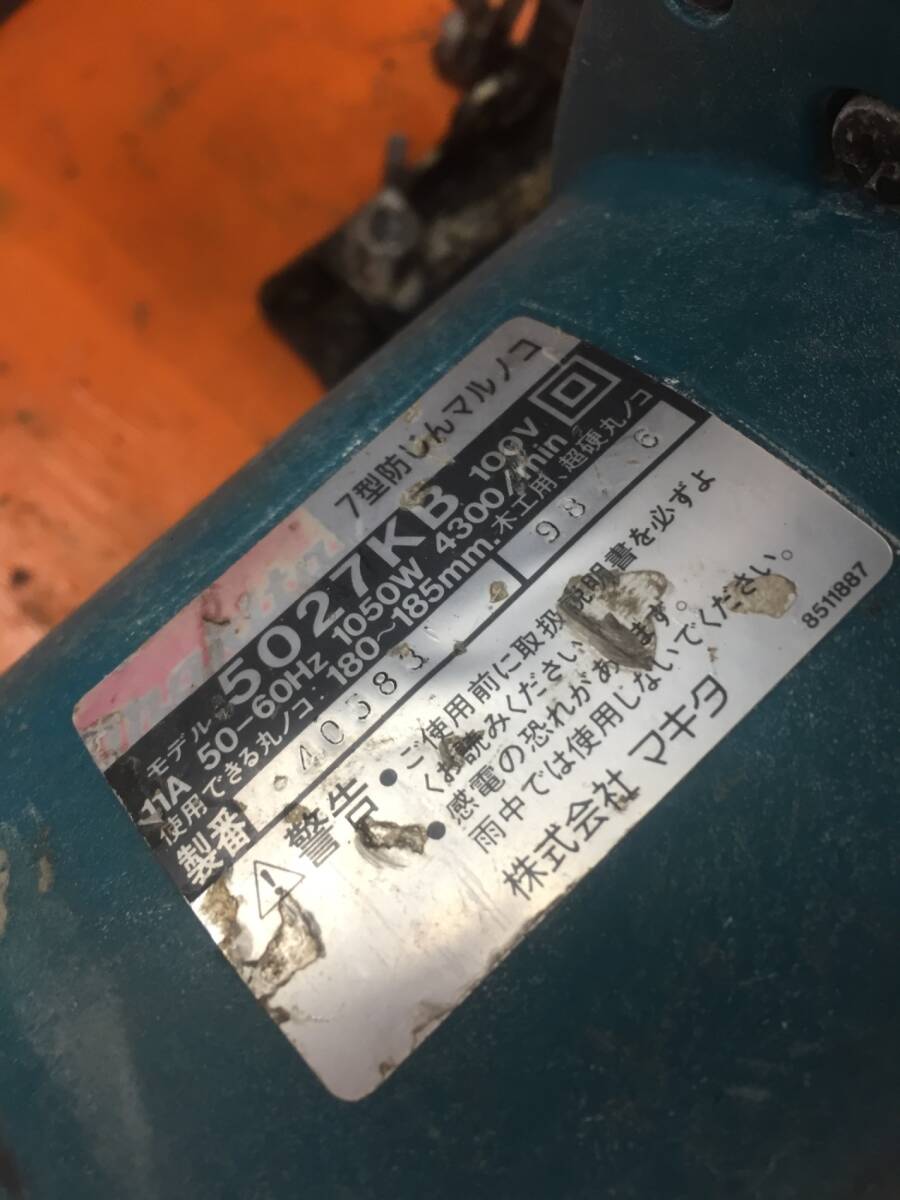 7型防じんマルノコ
makita
モデル 5027KB 100V
11A 50-60Hz 1050W 4300/min
使用できる丸ノコ: 180~185mm, 木工用、超硬丸ノコ
製番 40383 98 6
警告 ● ご使用前に取扱説明書を必ずよ
くお読みください。
● 感電の恐れがあります。
雨中では使用しないでください。
株式会社 マキタ
8511887